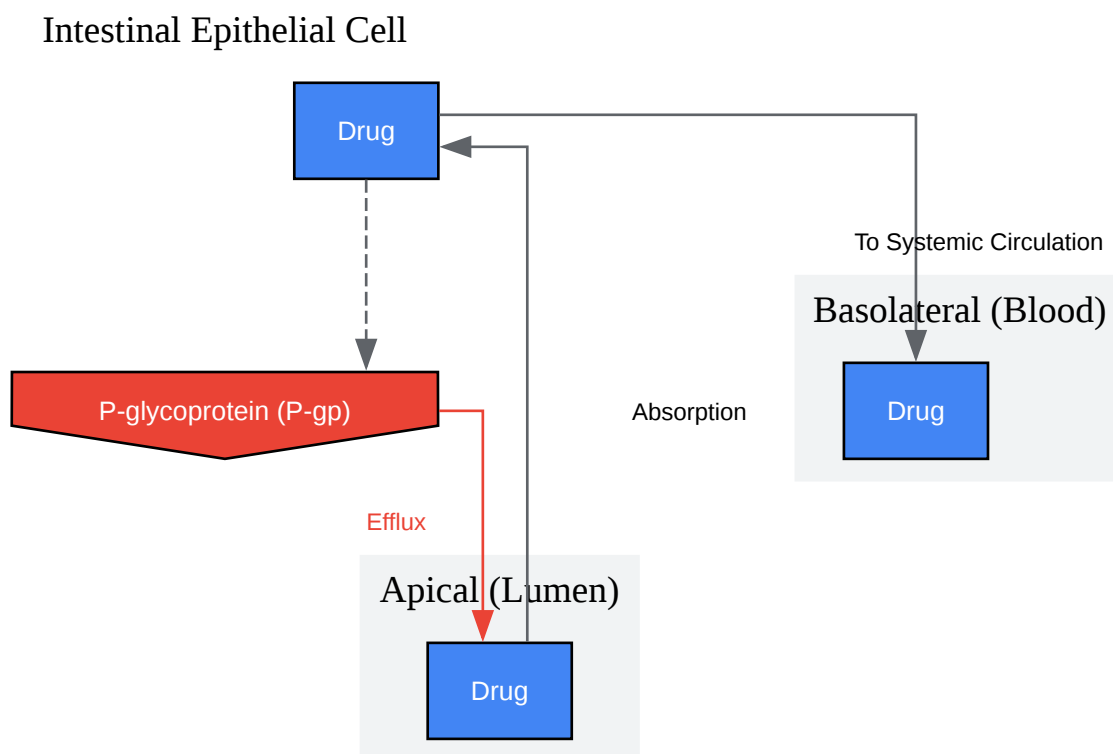 Intestinal Epithelial Cell
Drug
To Systemic Circulation
Basolateral (Blood)
Drug
P-glycoprotein (P-gp)
Absorption
Efflux
Apical (Lumen)
Drug